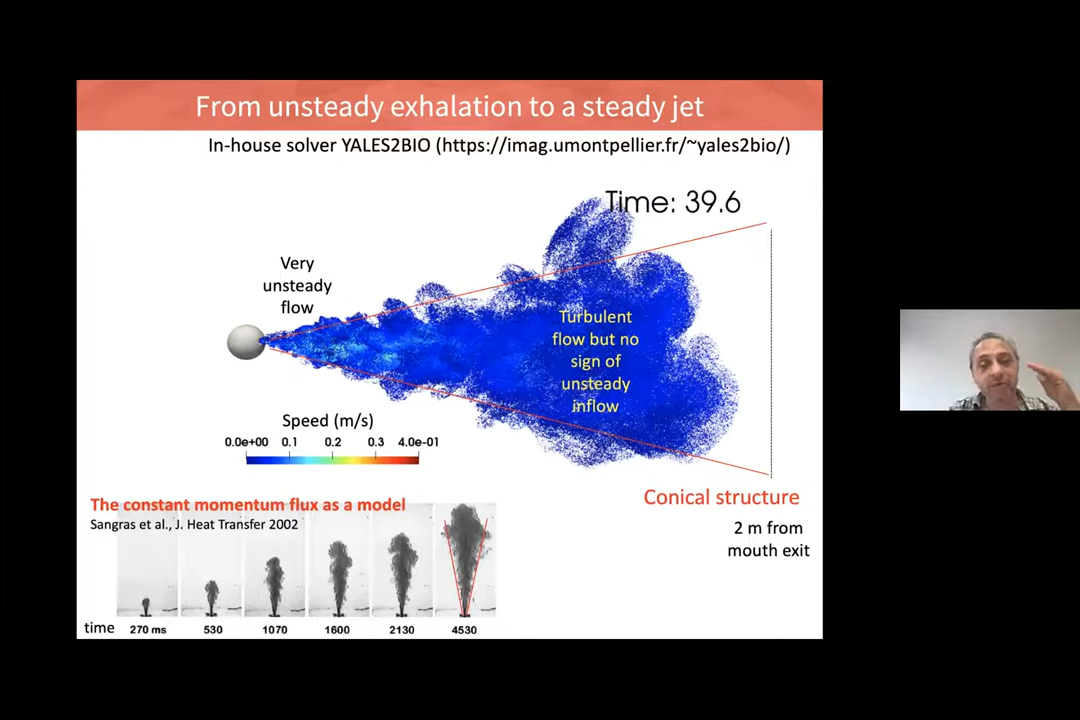 From unsteady exhalation to a steady jet
In-house solver YALES2BIO (https://imag.umontpellier.fr/~yales2bio/)
Time: 39.6
Very
unsteady
flow
Turbulent
flow but no
sign of
unsteady
inflow
Speed (m/s)
0.0e+00 0.1 0.2 0.3 4.0e-01
Conical structure
2 m from
mouth exit
The constant momentum flux as a model
Sangras et al., J. Heat Transfer 2002
time 270 ms 530 1070 1600 2130 4530